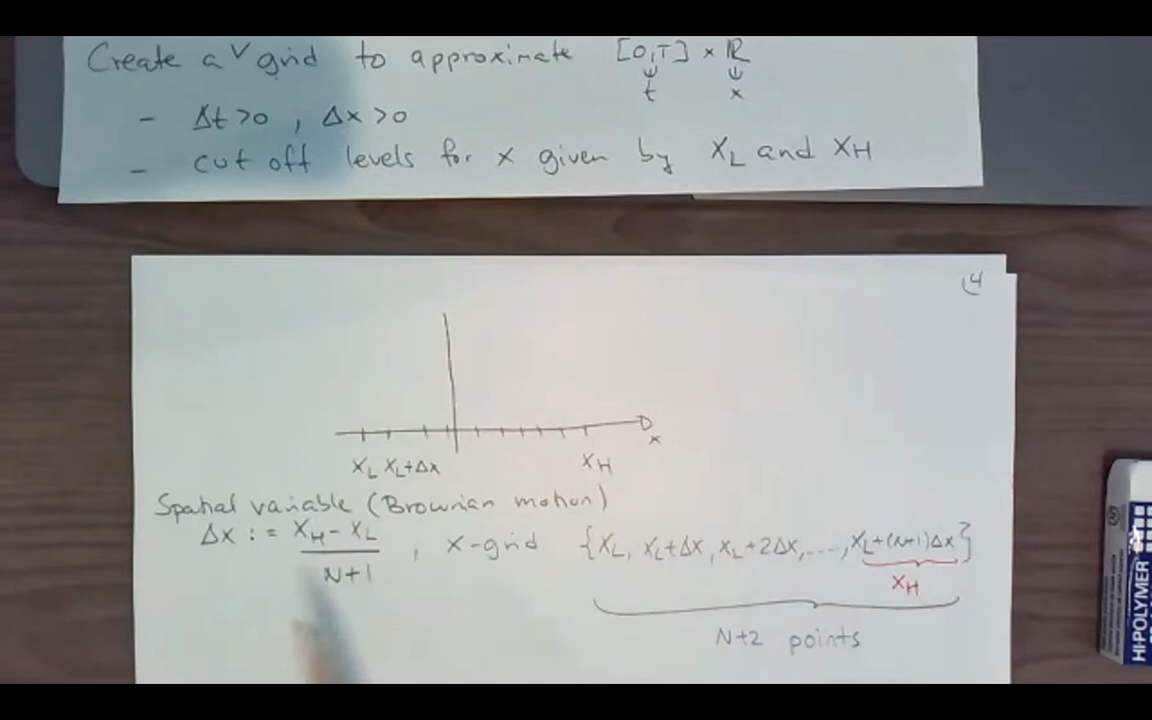 Create a √ grid to approximate [0,T] × ℝ
t x
- Δt>0 , Δx>0
- cut off levels for x given by X_L and X_H
4
x
X_L X_L+Δx X_H
Spatial variable (Brownian motion)
Δx := (X_H - X_L)/(N+1) , x-grid {X_L, X_L+Δx, X_L+2Δx, ...., X_L+(N+1)Δx}
X_H
N+2 points
HI-POLYMER